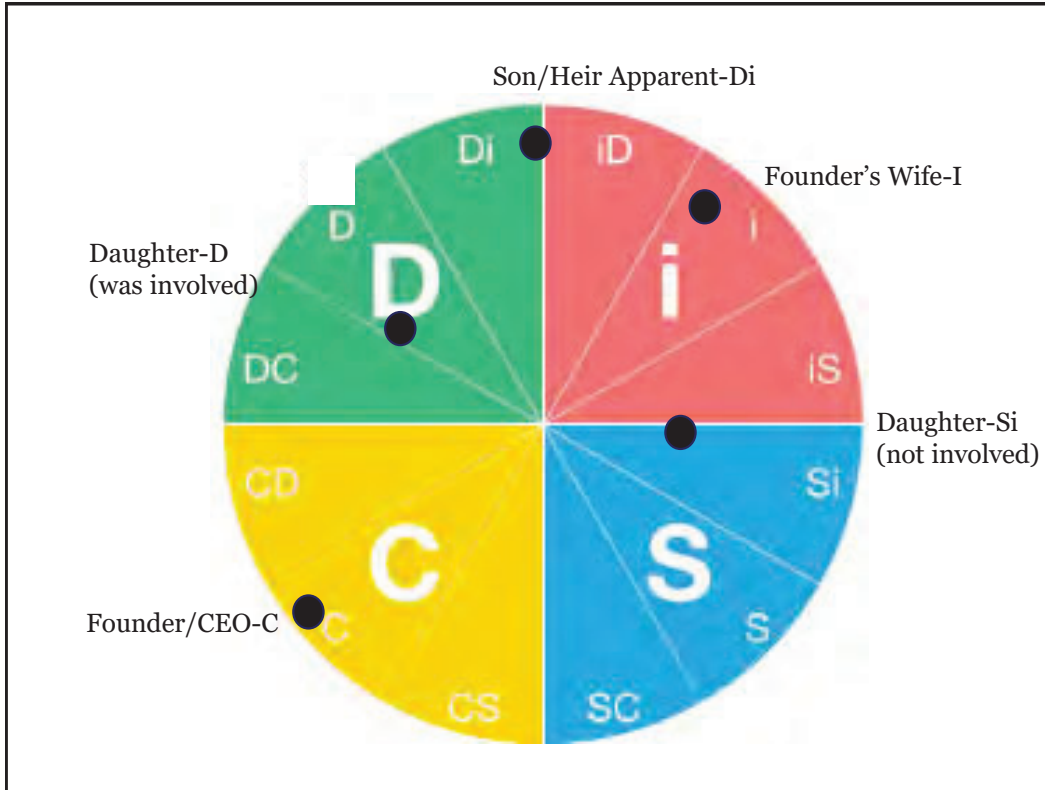 Son/Heir Apparent-Di
Di
iD
Founder’s Wife-I
D
i
Daughter-D
(was involved)
D
i
DC
iS
Daughter-Si
(not involved)
CD
Si
C
S
Founder/CEO-C
C
S
CS
SC